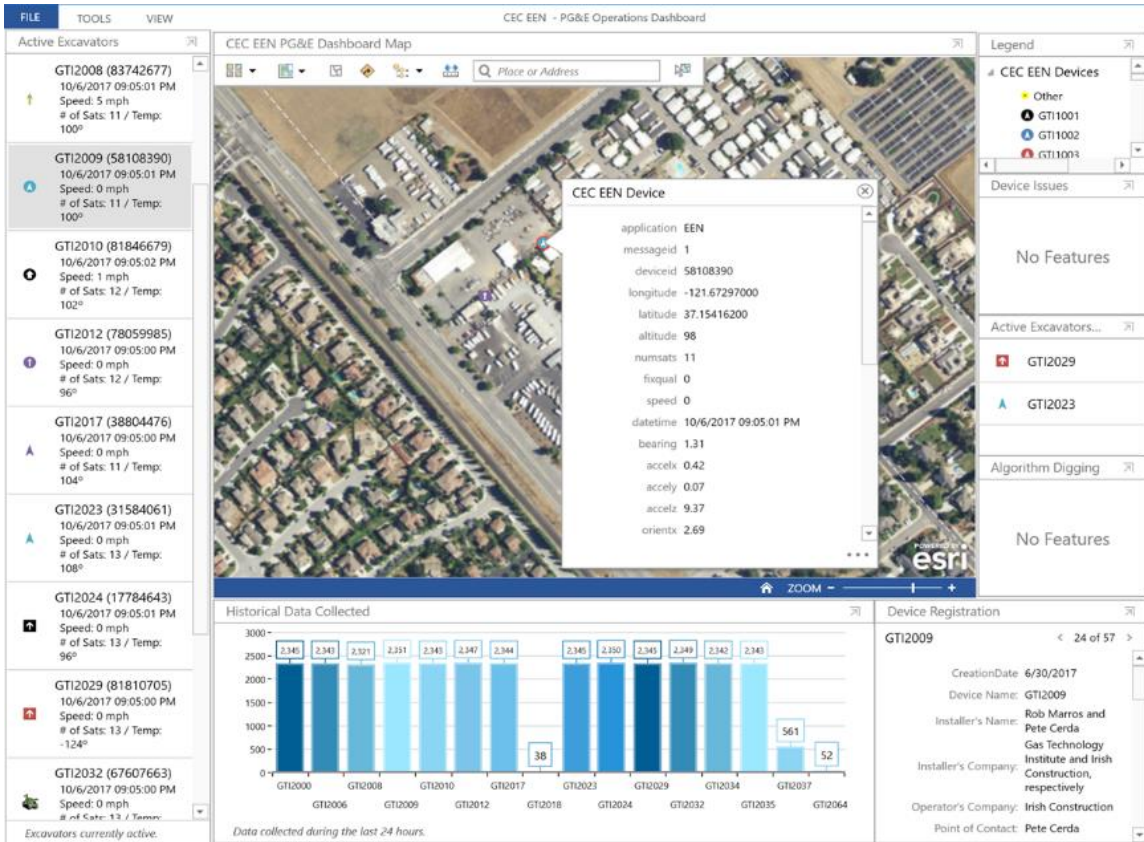 FILE TOOLS VIEW
CEC EEN - PG&E Operations Dashboard
Active Excavators
GTI2008 (83742677)
10/6/2017 09:05:01 PM
Speed: 5 mph
# of Sats: 11 / Temp:
100º
GTI2009 (58108390)
10/6/2017 09:05:01 PM
Speed: 0 mph
# of Sats: 11 / Temp:
100º
GTI2010 (81846679)
10/6/2017 09:05:02 PM
Speed: 1 mph
# of Sats: 12 / Temp:
102º
GTI2012 (78059985)
10/6/2017 09:05:00 PM
Speed: 0 mph
# of Sats: 12 / Temp:
96º
GTI2017 (38804476)
10/6/2017 09:05:00 PM
Speed: 0 mph
# of Sats: 11 / Temp:
104º
GTI2023 (31584061)
10/6/2017 09:05:01 PM
Speed: 0 mph
# of Sats: 13 / Temp:
108º
GTI2024 (17784643)
10/6/2017 09:05:01 PM
Speed: 0 mph
# of Sats: 13 / Temp:
96º
GTI2029 (81810705)
10/6/2017 09:05:00 PM
Speed: 0 mph
# of Sats: 13 / Temp:
-124º
GTI2032 (67607663)
10/6/2017 09:05:00 PM
Speed: 0 mph
# of Sats: 13 / Temp:
Excavators currently active.
CEC EEN PG&E Dashboard Map
Place or Address
CEC EEN Device
application EEN
messageid 1
deviceid 58108390
longitude -121.67297000
latitude 37.15416200
altitude 98
numsats 11
fixqual 0
speed 0
datetime 10/6/2017 09:05:01 PM
bearing 1.31
accelx 0.42
accely 0.07
accelz 9.37
orientx 2.69
POWERED BY
esri
ZOOM - +
Legend
CEC EEN Devices
Other
GTI1001
GTI1002
GTI1003
Device Issues
No Features
Active Excavators...
GTI2029
GTI2023
Algorithm Digging
No Features
Historical Data Collected
3000
2500
2000
1500
1000
500
0
2,345 2,343 2,321 2,351 2,343 2,347 2,344 38 2,345 2,350 2,345 2,349 2,342 2,343 561 52
GTI2000 GTI2008 GTI2010 GTI2017 GTI2023 GTI2029 GTI2034 GTI2037
GTI2006 GTI2009 GTI2012 GTI2018 GTI2024 GTI2032 GTI2035 GTI2064
Data collected during the last 24 hours.
Device Registration
GTI2009 < 24 of 57 >
CreationDate 6/30/2017
Device Name: GTI2009
Installer's Name: Rob Marros and
Pete Cerda
Installer's Company: Gas Technology
Institute and Irish
Construction,
respectively
Operator's Company: Irish Construction
Point of Contact: Pete Cerda